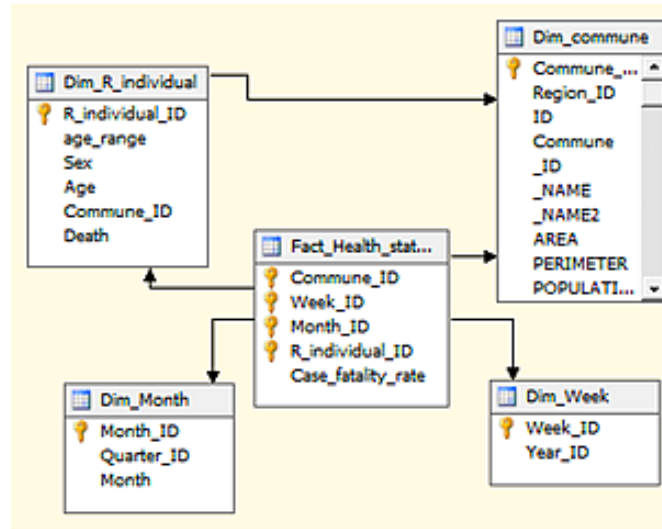 Dim_R_individual
R_individual_ID
age_range
Sex
Age
Commune_ID
Death
Dim_commune
Commune_...
Region_ID
ID
Commune
_ID
_NAME
_NAME2
AREA
PERIMETER
POPULATI...
Fact_Health_stat...
Commune_ID
Week_ID
Month_ID
R_individual_ID
Case_fatality_rate
Dim_Month
Month_ID
Quarter_ID
Month
Dim_Week
Week_ID
Year_ID